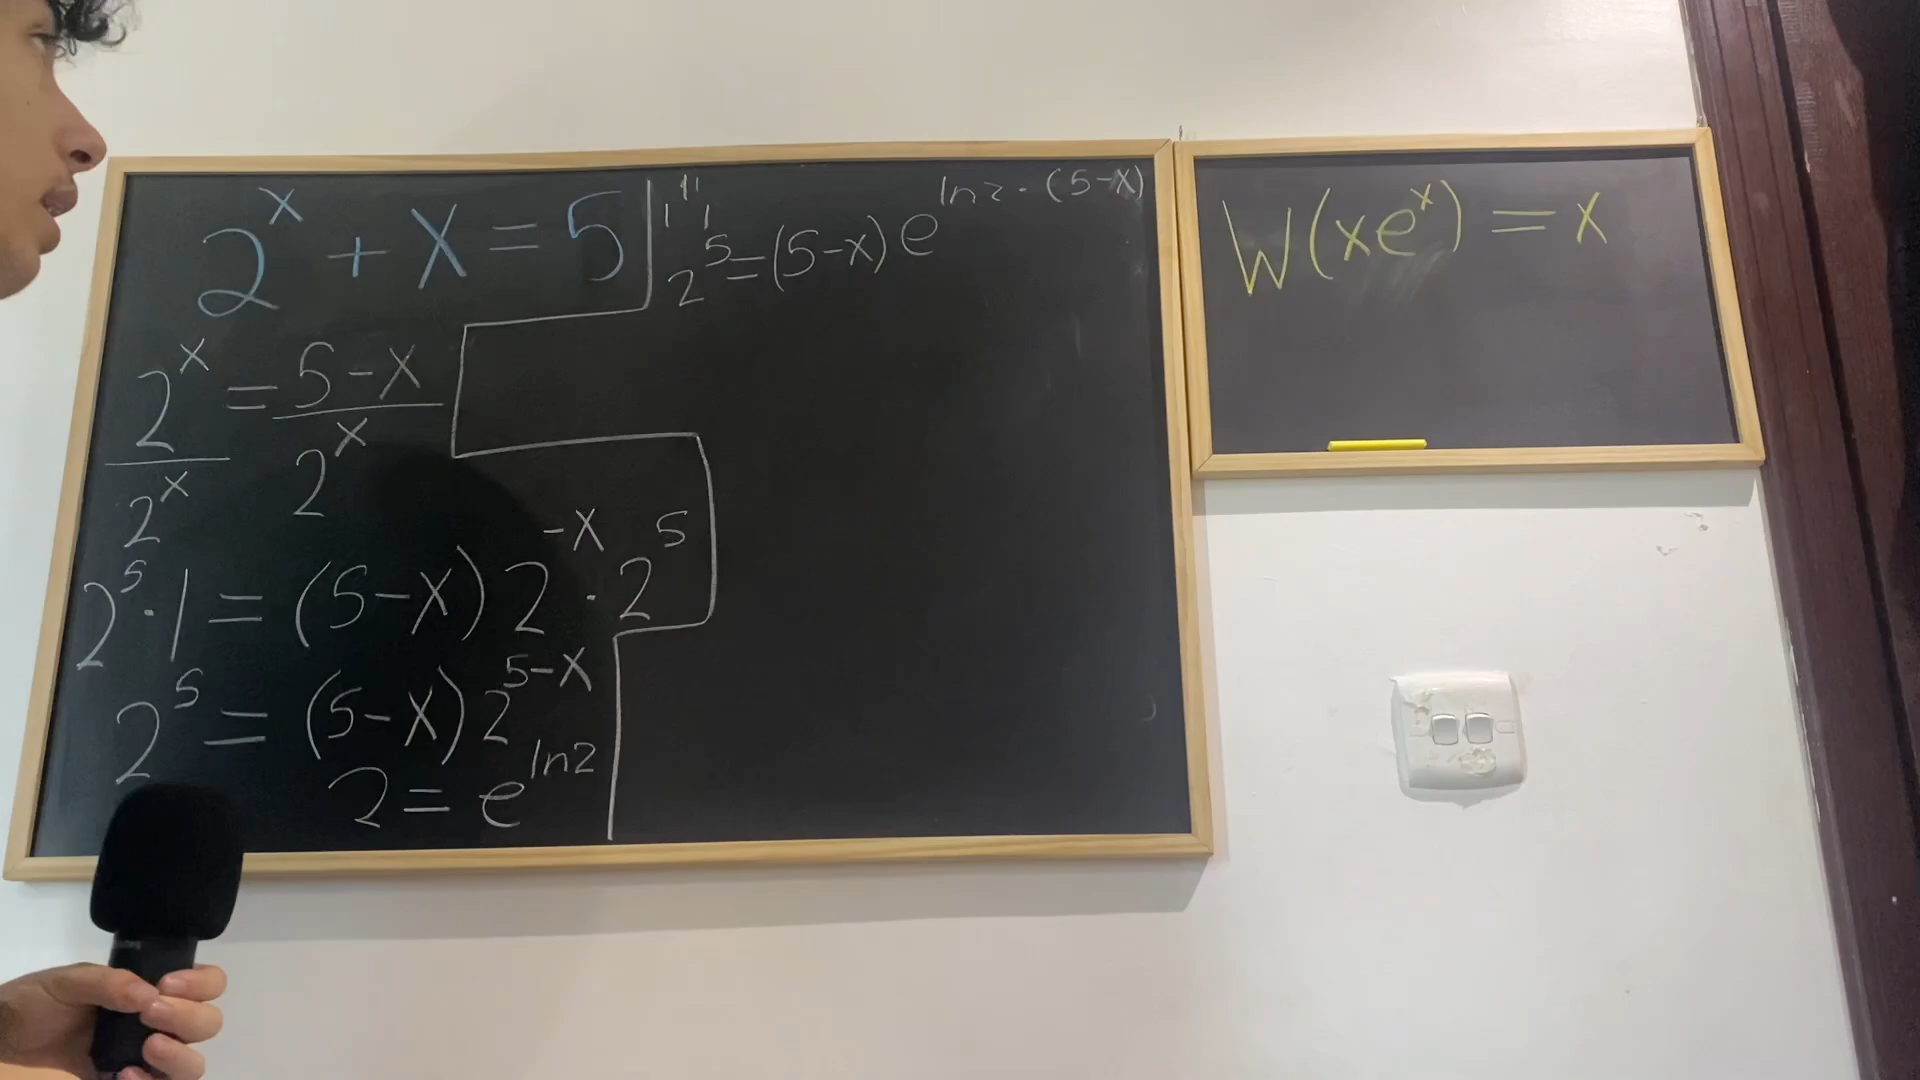 2^x + x = 5
2^x/2^x = (5-x)/2^x
2^5 · 1 = (5-x) 2^-x · 2^5
2^5 = (5-x) 2^5-x
2 = e^ln2
2^5 = (5-x) e^ln2·(5-x)
W(xe^x) = x